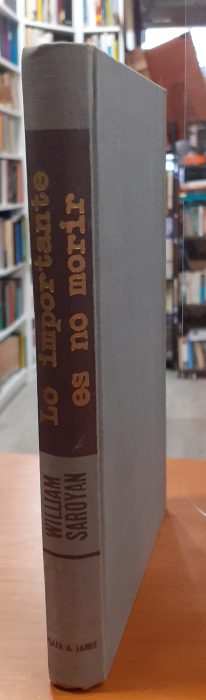 Lo importante
es no morir
WILLIAM
SAROYAN
PLAZA & JANES